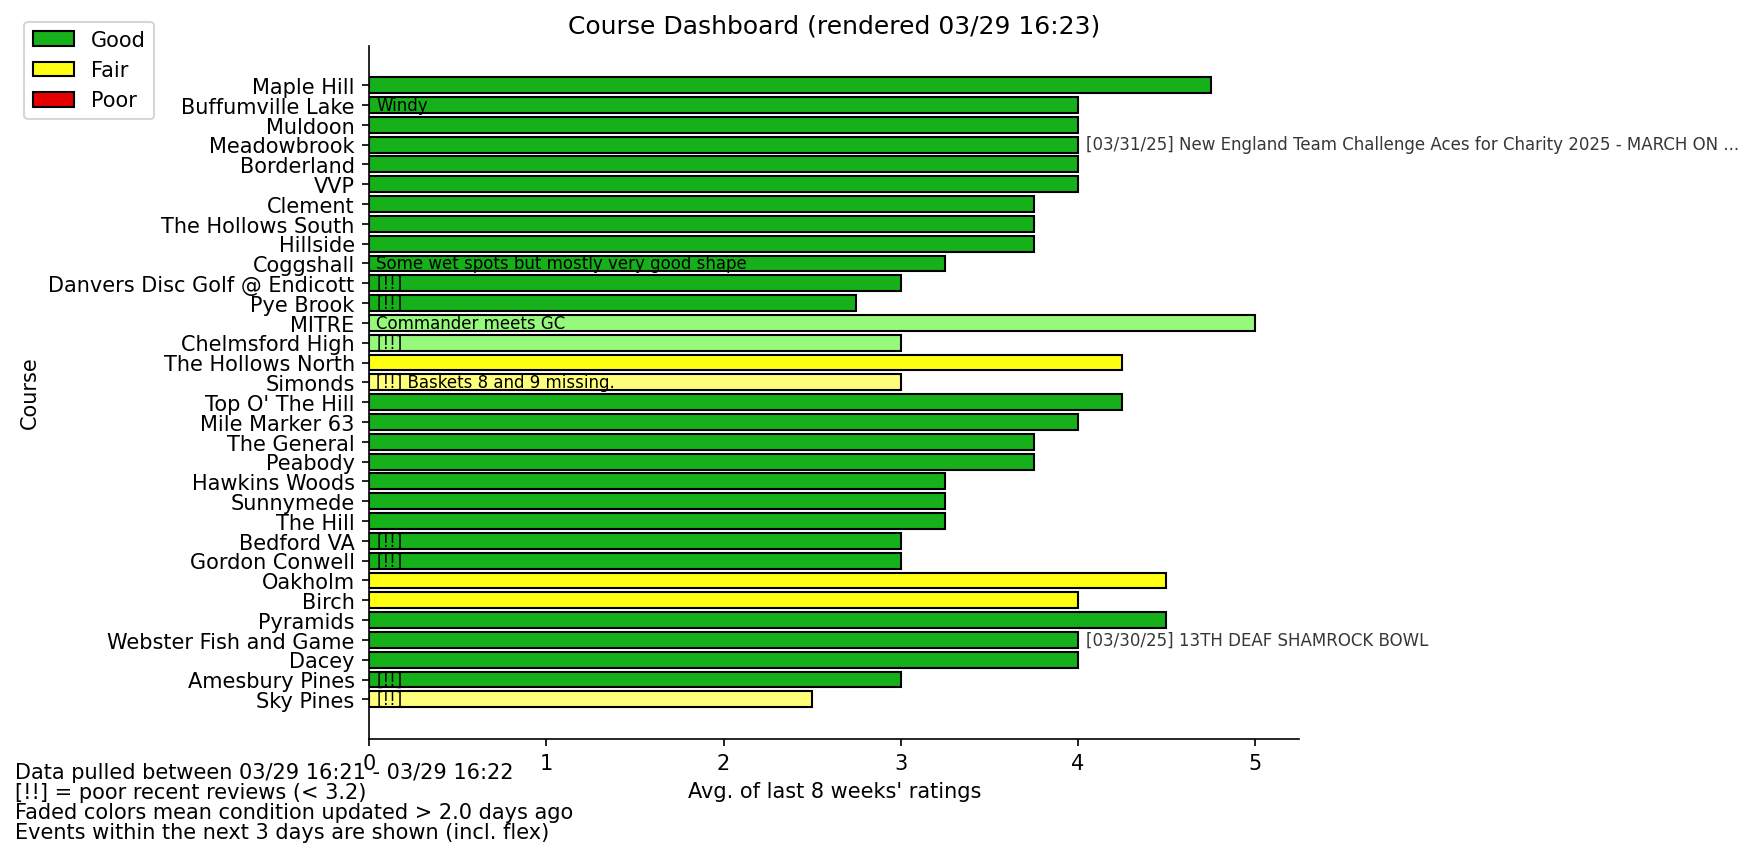 Course Dashboard (rendered 03/29 16:23)
Good
Fair
Poor
Maple Hill
Buffumville Lake
Windy
Muldoon
Meadowbrook
[03/31/25] New England Team Challenge Aces for Charity 2025 - MARCH ON ...
Borderland
VVP
Clement
The Hollows South
Hillside
Coggshall
Some wet spots but mostly very good shape
Danvers Disc Golf @ Endicott
[!!]
Pye Brook
[!!]
MITRE
Commander meets GC
Chelmsford High
[!!]
The Hollows North
Simonds
[!!] Baskets 8 and 9 missing.
Top O' The Hill
Mile Marker 63
The General
Peabody
Hawkins Woods
Sunnymede
The Hill
Bedford VA
[!!]
Gordon Conwell
[!!]
Oakholm
Birch
Pyramids
Webster Fish and Game
[03/30/25] 13TH DEAF SHAMROCK BOWL
Dacey
Amesbury Pines
[!!]
Sky Pines
[!!]
Course
0 1 2 3 4 5
Avg. of last 8 weeks' ratings
Data pulled between 03/29 16:21 - 03/29 16:22
[!!] = poor recent reviews (< 3.2)
Faded colors mean condition updated > 2.0 days ago
Events within the next 3 days are shown (incl. flex)